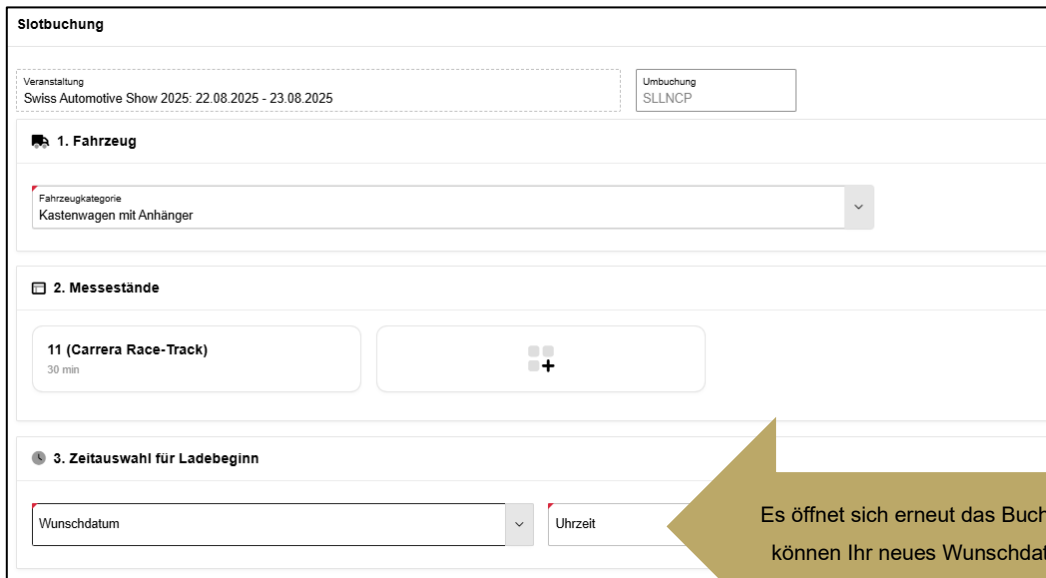 Slotbuchung
Veranstaltung
Swiss Automotive Show 2025: 22.08.2025 - 23.08.2025
Umbuchung
SLLNCP
1. Fahrzeug
Fahrzeugkategorie
Kastenwagen mit Anhänger
2. Messestände
11 (Carrera Race-Track)
30 min
3. Zeitauswahl für Ladebeginn
Wunschdatum
Uhrzeit
Es öffnet sich erneut das Buch
können Ihr neues Wunschdat